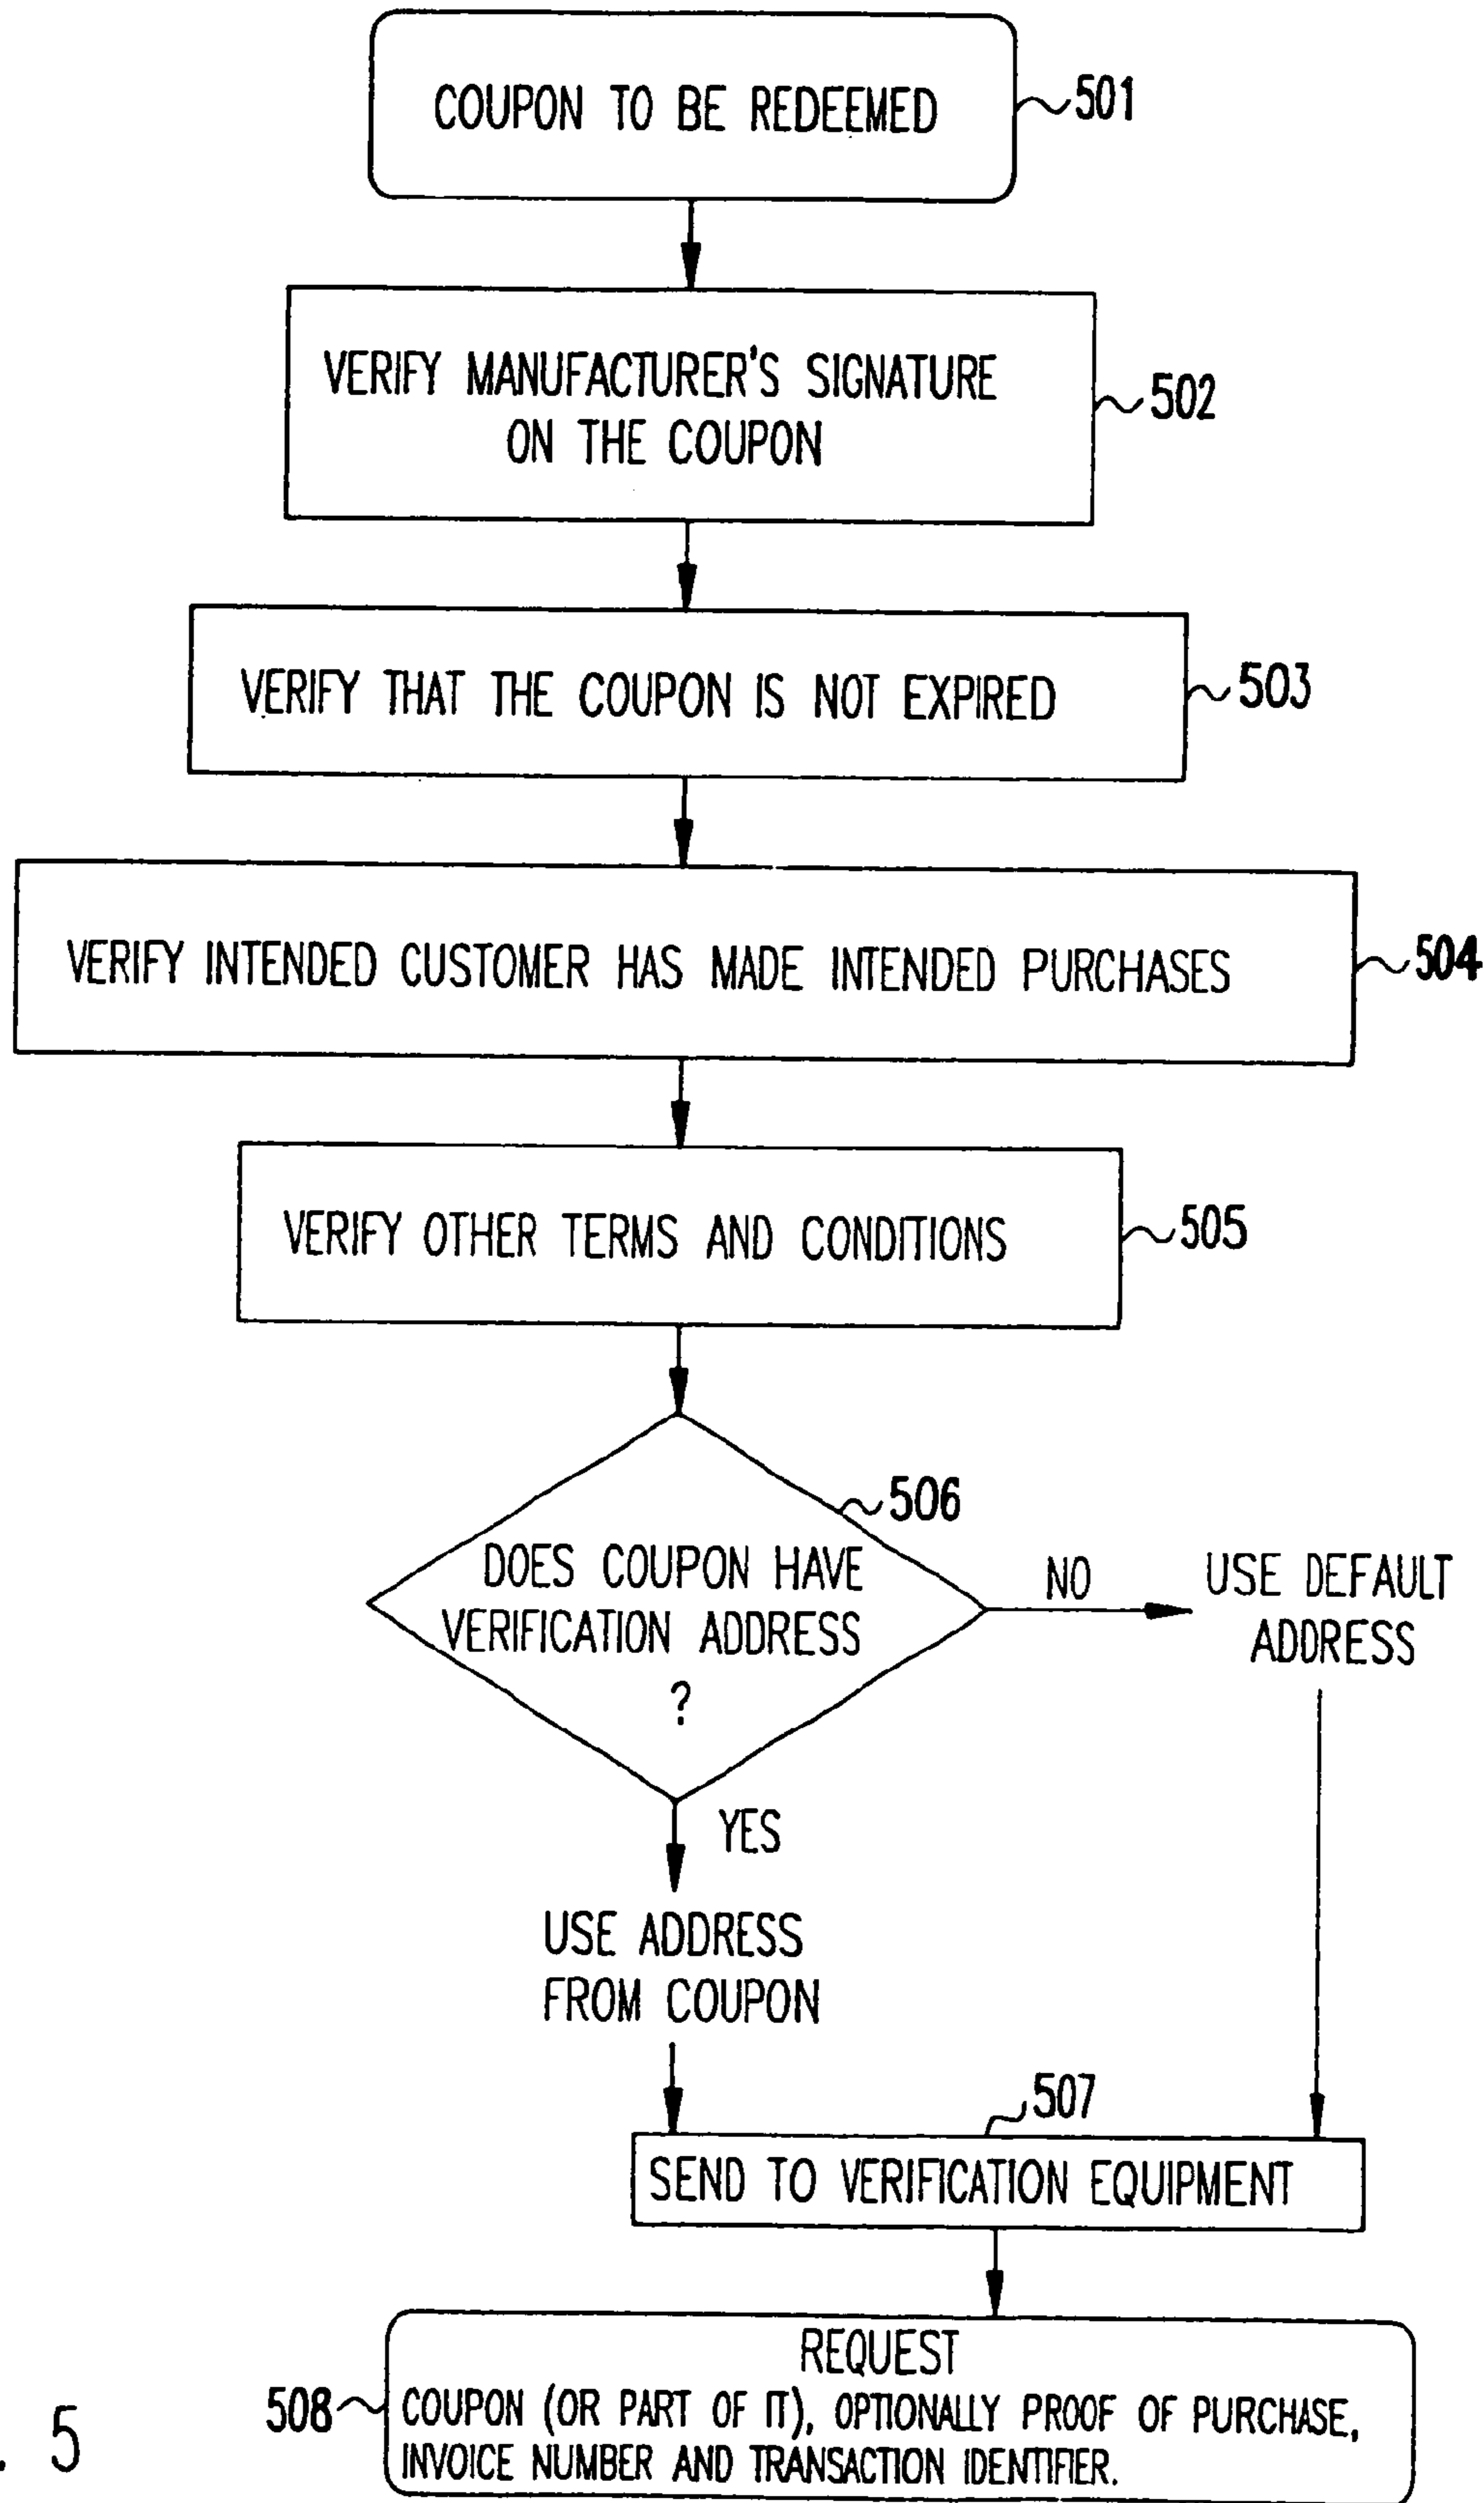 COUPON TO BE REDEEMED
501
VERIFY MANUFACTURER'S SIGNATURE
ON THE COUPON
502
VERIFY THAT THE COUPON IS NOT EXPIRED
503
VERIFY INTENDED CUSTOMER HAS MADE INTENDED PURCHASES
504
VERIFY OTHER TERMS AND CONDITIONS
505
506
DOES COUPON HAVE
VERIFICATION ADDRESS
?
NO
USE DEFAULT
ADDRESS
YES
USE ADDRESS
FROM COUPON
507
SEND TO VERIFICATION EQUIPMENT
508
REQUEST
COUPON (OR PART OF IT), OPTIONALLY PROOF OF PURCHASE,
INVOICE NUMBER AND TRANSACTION IDENTIFIER.
. 5